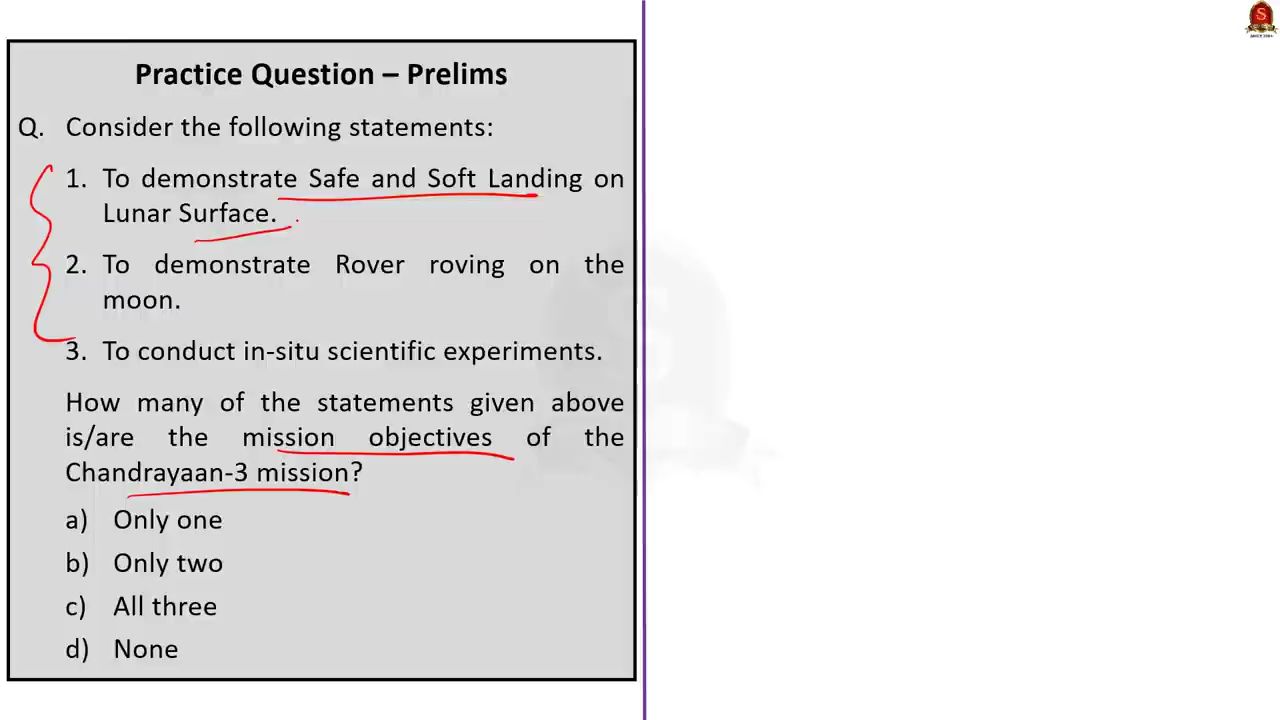 Practice Question – Prelims
Q. Consider the following statements:
1. To demonstrate Safe and Soft Landing on
Lunar Surface.
2. To demonstrate Rover roving on the
moon.
3. To conduct in-situ scientific experiments.
How many of the statements given above
is/are the mission objectives of the
Chandrayaan-3 mission?
a) Only one
b) Only two
c) All three
d) None
S